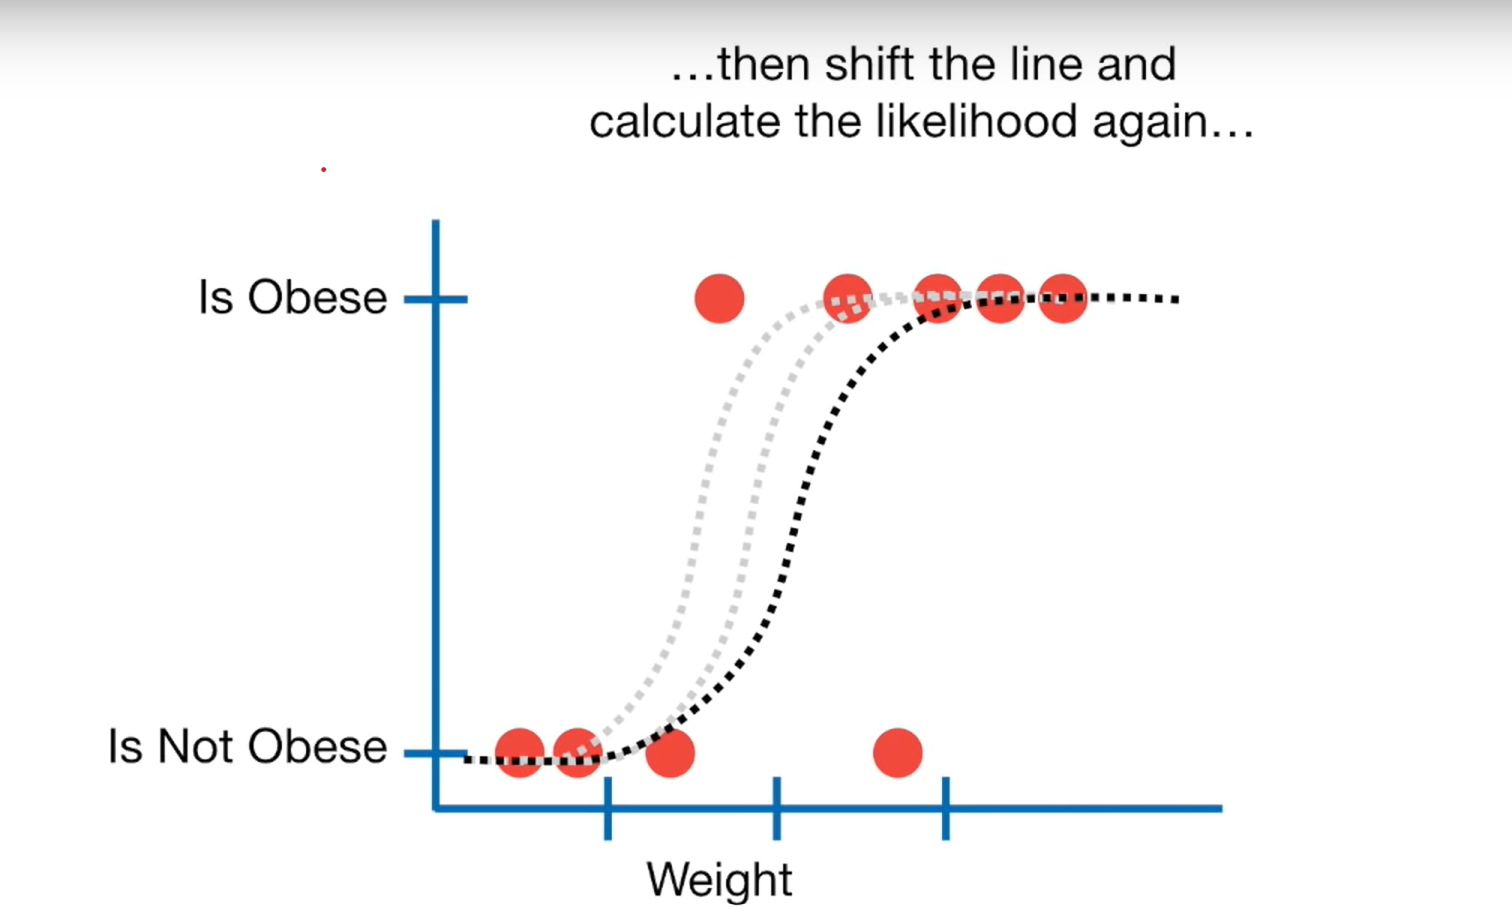 ...then shift the line and
calculate the likelihood again...
Is Obese
Is Not Obese
Weight